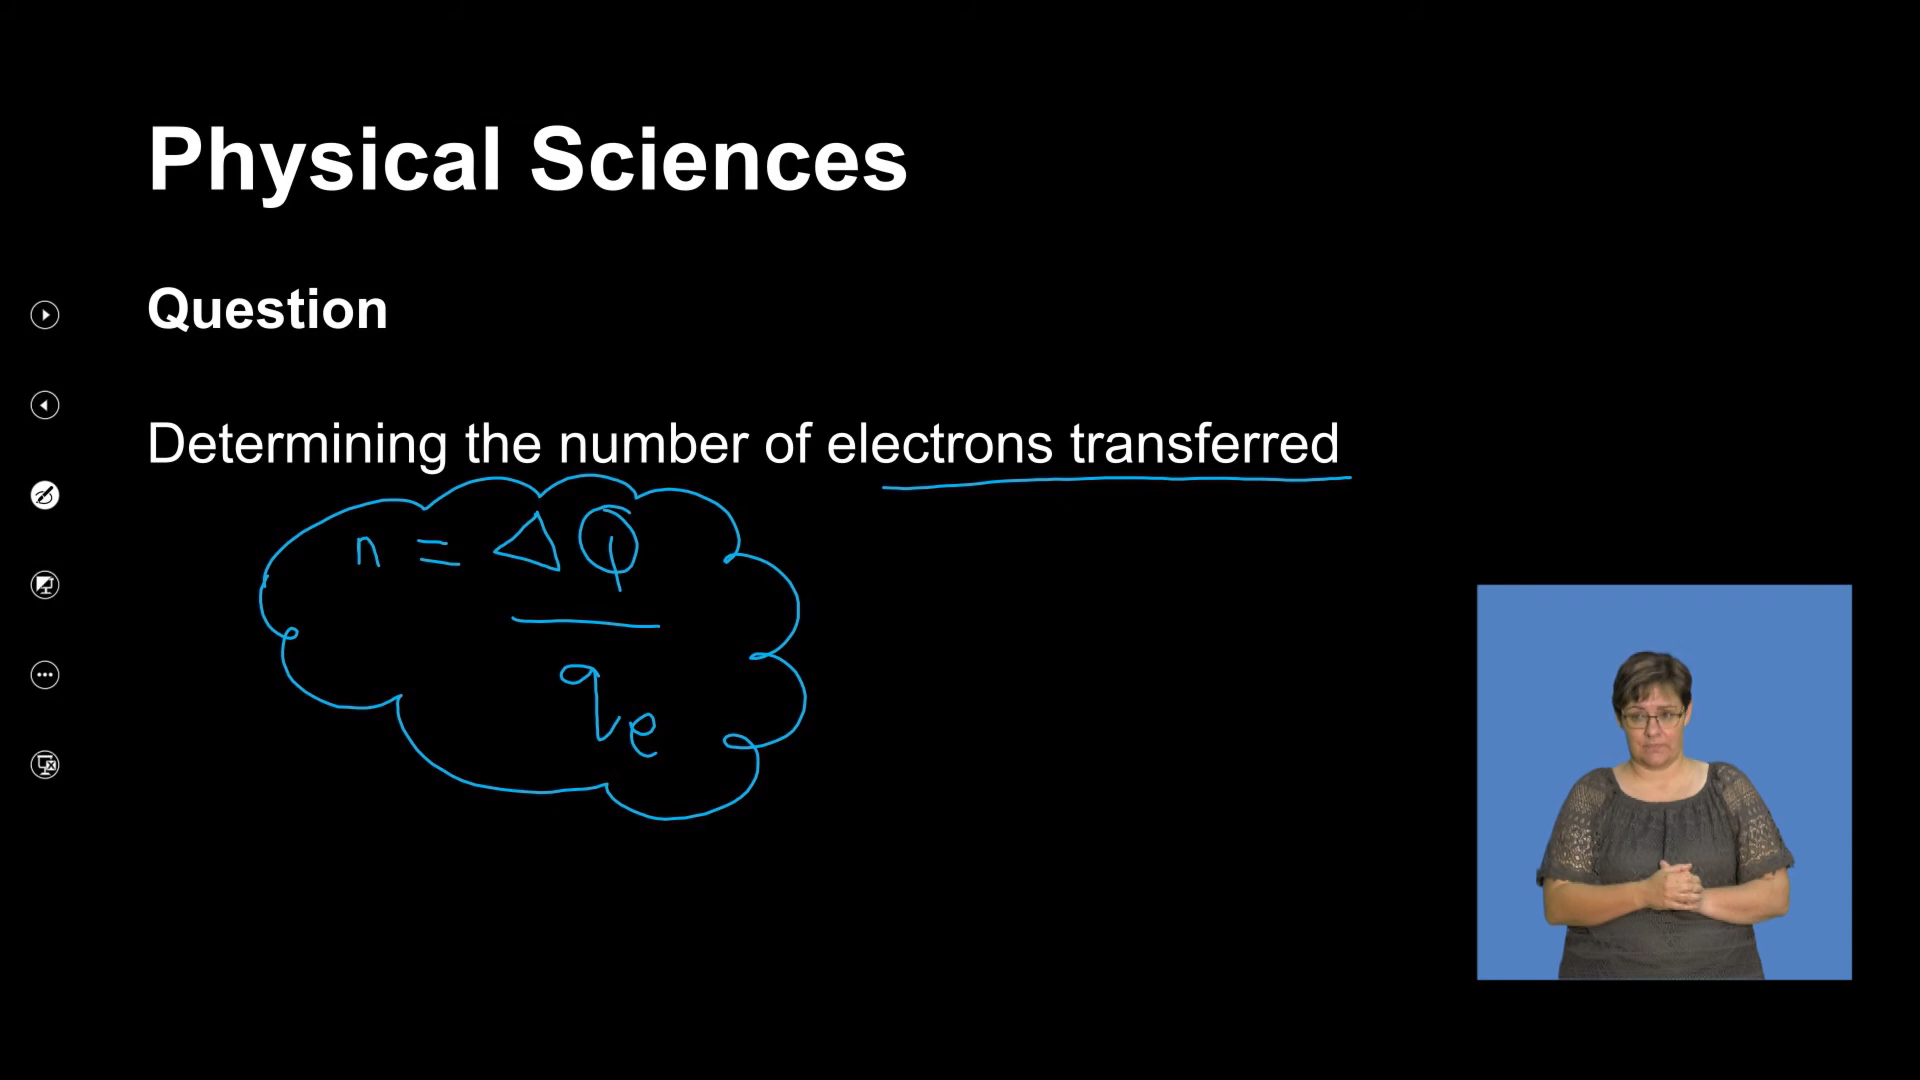 Physical Sciences
Question
Determining the number of electrons transferred
n = ΔQ
qe